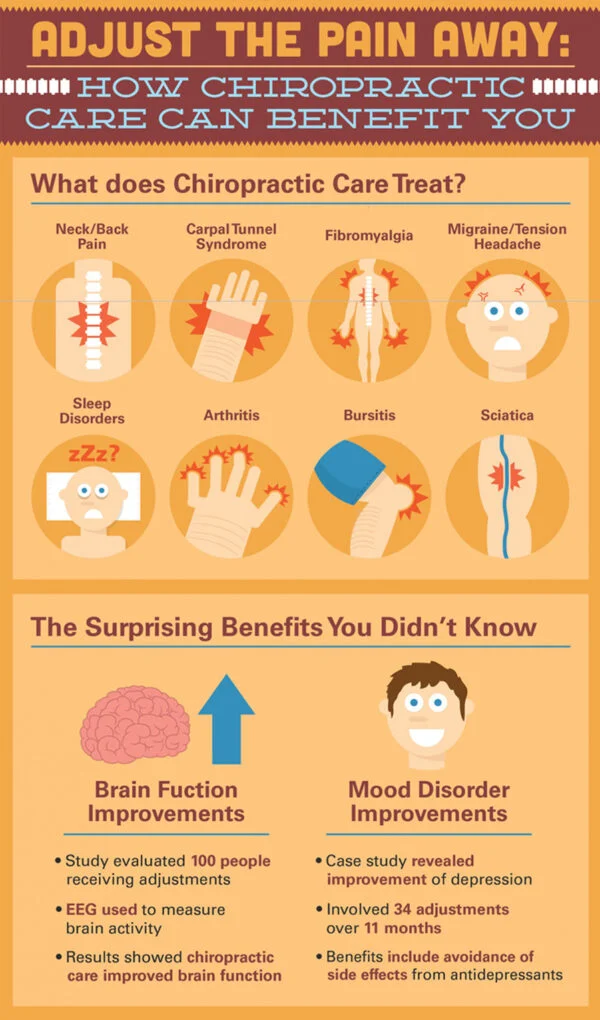 ADJUST THE PAIN AWAY:
HOW CHIROPRACTIC
CARE CAN BENEFIT YOU
What does Chiropractic Care Treat?
Neck/Back
Pain
Carpal Tunnel
Syndrome
Fibromyalgia
Migraine/Tension
Headache
Sleep
Disorders
zZz?
Arthritis
Bursitis
Sciatica
The Surprising Benefits You Didn't Know
Brain Fuction
Improvements
• Study evaluated 100 people
receiving adjustments
• EEG used to measure
brain activity
• Results showed chiropractic
care improved brain function
Mood Disorder
Improvements
• Case study revealed
improvement of depression
• Involved 34 adjustments
over 11 months
• Benefits include avoidance of
side effects from antidepressants